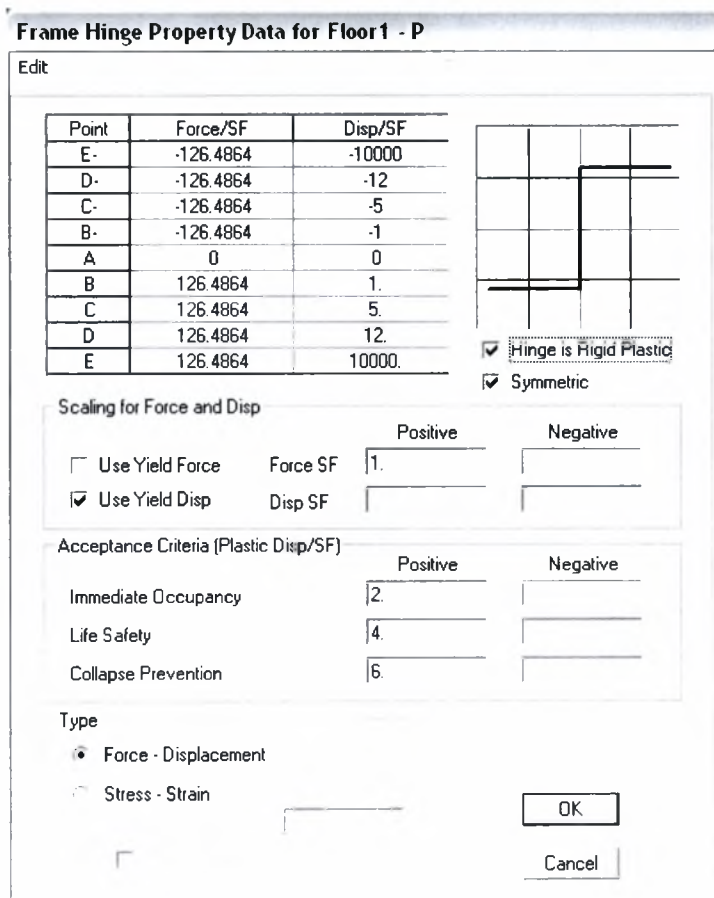 Frame Hinge Property Data for Floor1 - P
Edit
Point Force/SF Disp/SF
E- -126.4864 -10000
D- -126.4864 -12
C- -126.4864 -5
B- -126.4864 -1
A 0 0
B 126.4864 1.
C 126.4864 5.
D 126.4864 12.
E 126.4864 10000.
Hinge is Rigid Plastic
Symmetric
Scaling for Force and Disp
Positive Negative
Use Yield Force Force SF 1.
Use Yield Disp Disp SF
Acceptance Criteria (Plastic Disp/SF)
Positive Negative
Immediate Occupancy 2.
Life Safety 4.
Collapse Prevention 6.
Type
Force - Displacement
Stress - Strain
OK
Cancel